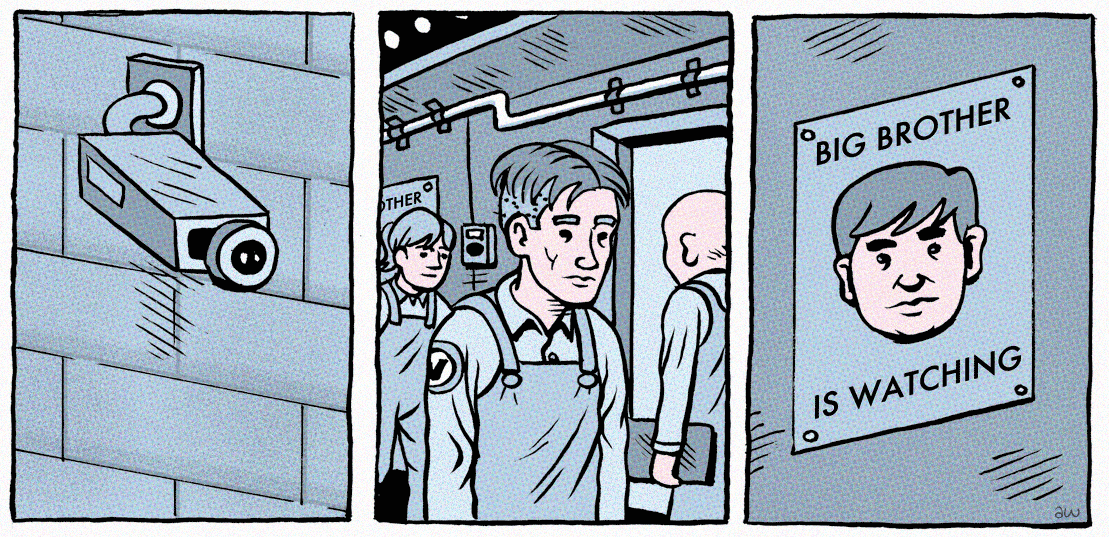 OTHER
BIG BROTHER
IS WATCHING
aw